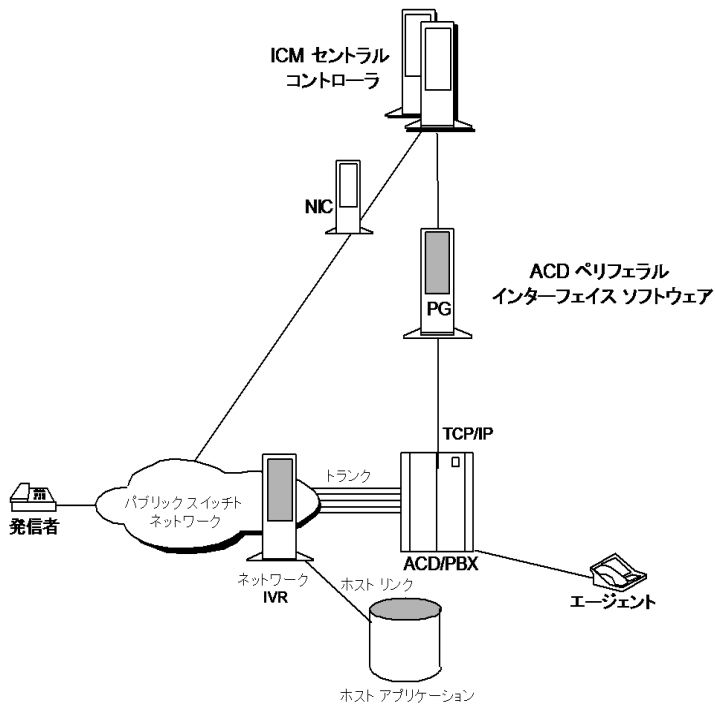 ICM セントラル
コントローラ
NIC
ACD ペリフェラル
インターフェイス ソフトウェア
PG
TCP/IP
トランク
パブリック スイッチト
ネットワーク
発信者
ACD/PBX
ネットワーク
IVR
ホスト リンク
エージェント
ホスト アプリケーション